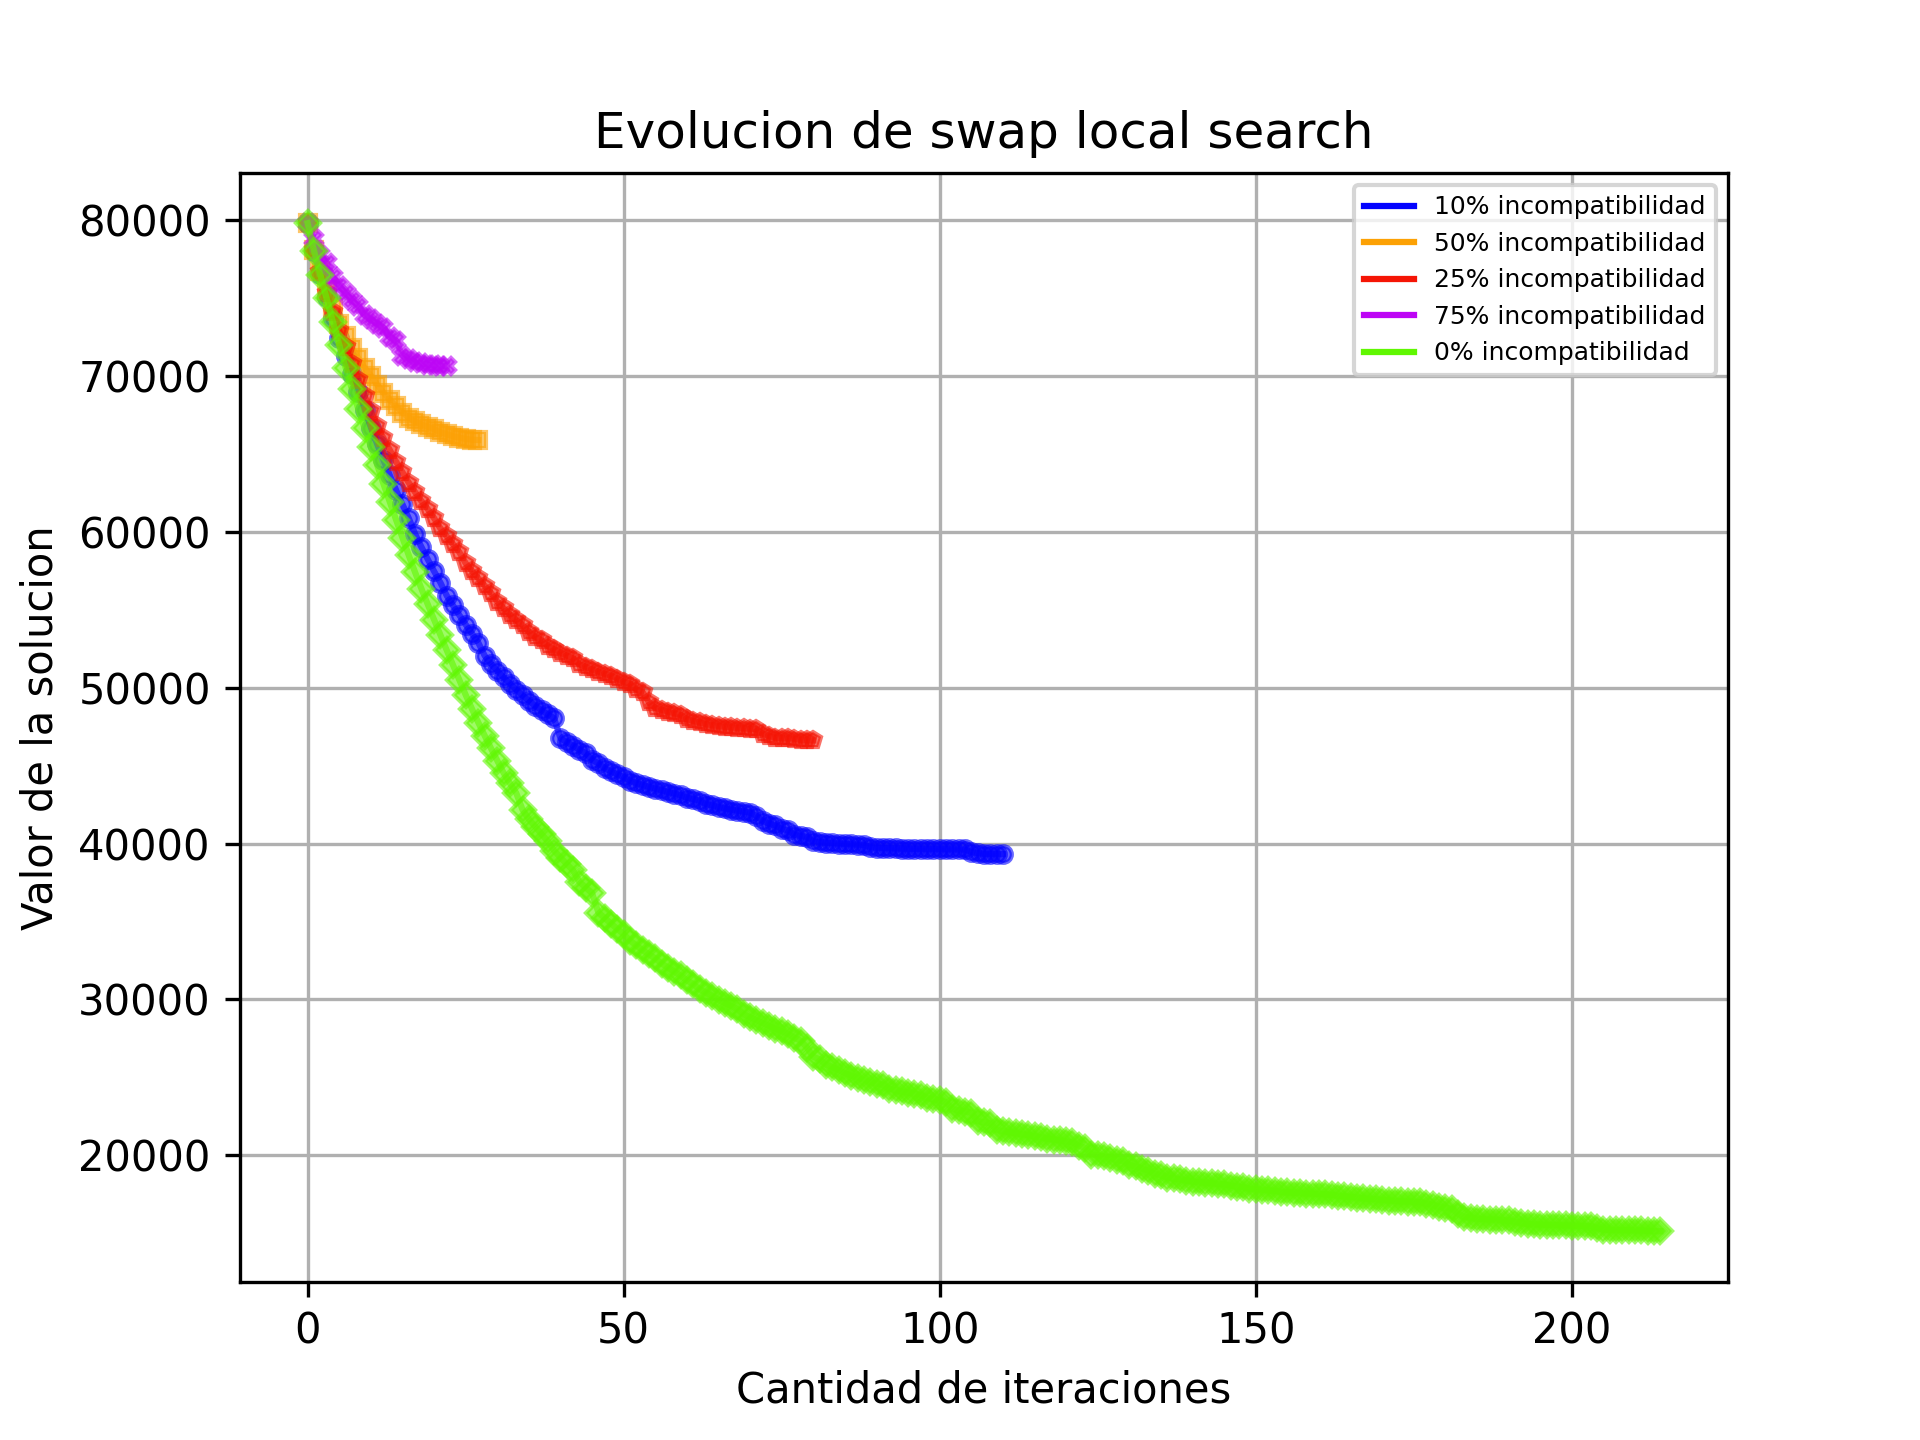 Evolucion de swap local search
10% incompatibilidad
50% incompatibilidad
25% incompatibilidad
75% incompatibilidad
0% incompatibilidad
Valor de la solucion
80000
70000
60000
50000
40000
30000
20000
0 50 100 150 200
Cantidad de iteraciones